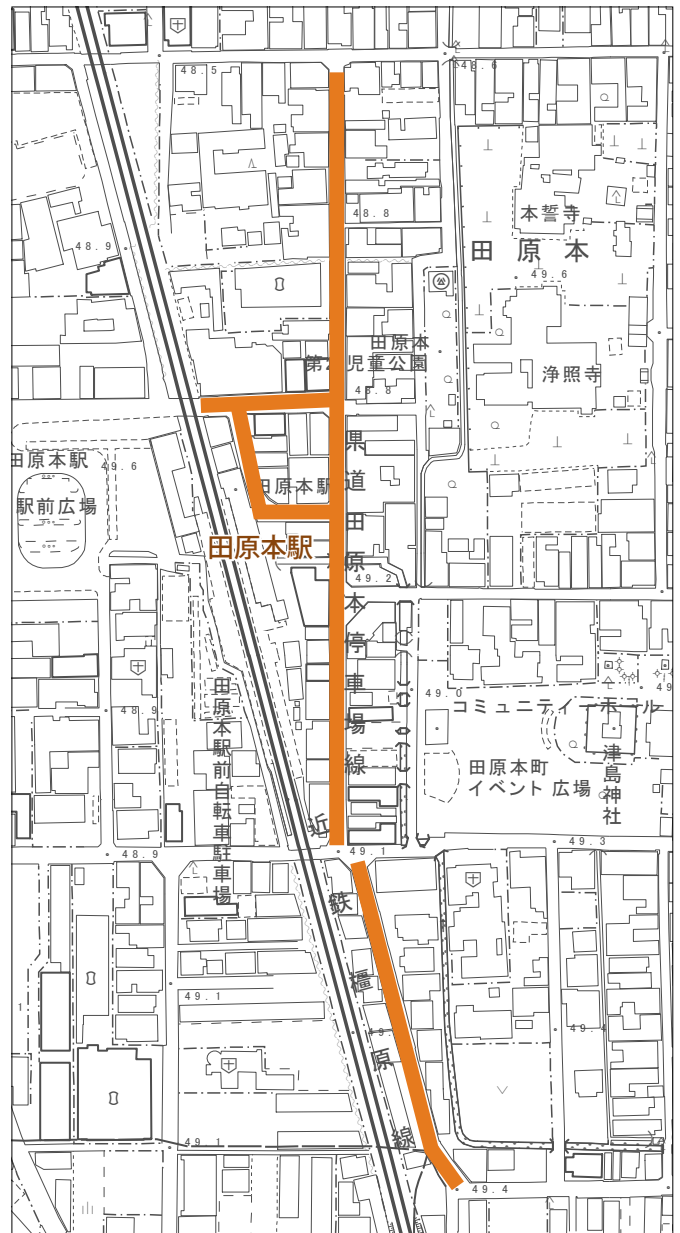 48.5
48.6
48.8
本誓寺
田原本
48.9
49.6
田原本
第2児童公園
浄照寺
48.8
県道田原本停車場線
田原本駅
49.6
駅前広場
田原本駅
田原本駅
49.2
49.0
コミュニティーホール
田原本駅前自転車駐車場
48.9
津島神社
田原本町
イベント広場
近鉄橿原線
49.1
49.3
48.9
49.1
49.4
49.1
49.4